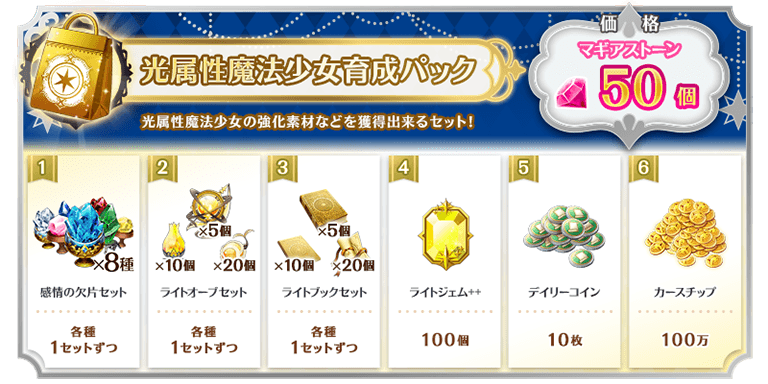 価格
マギアストーン
50個
光属性魔法少女育成パック
光属性魔法少女の強化素材などを獲得出来るセット!
1
×8種
感情の欠片セット
各種
1セットずつ
2
×5個
×10個 ×20個
ライトオーブセット
各種
1セットずつ
3
×5個
×10個 ×20個
ライトブックセット
各種
1セットずつ
4
ライトジェム++
100個
5
デイリーコイン
10枚
6
カースチップ
100万